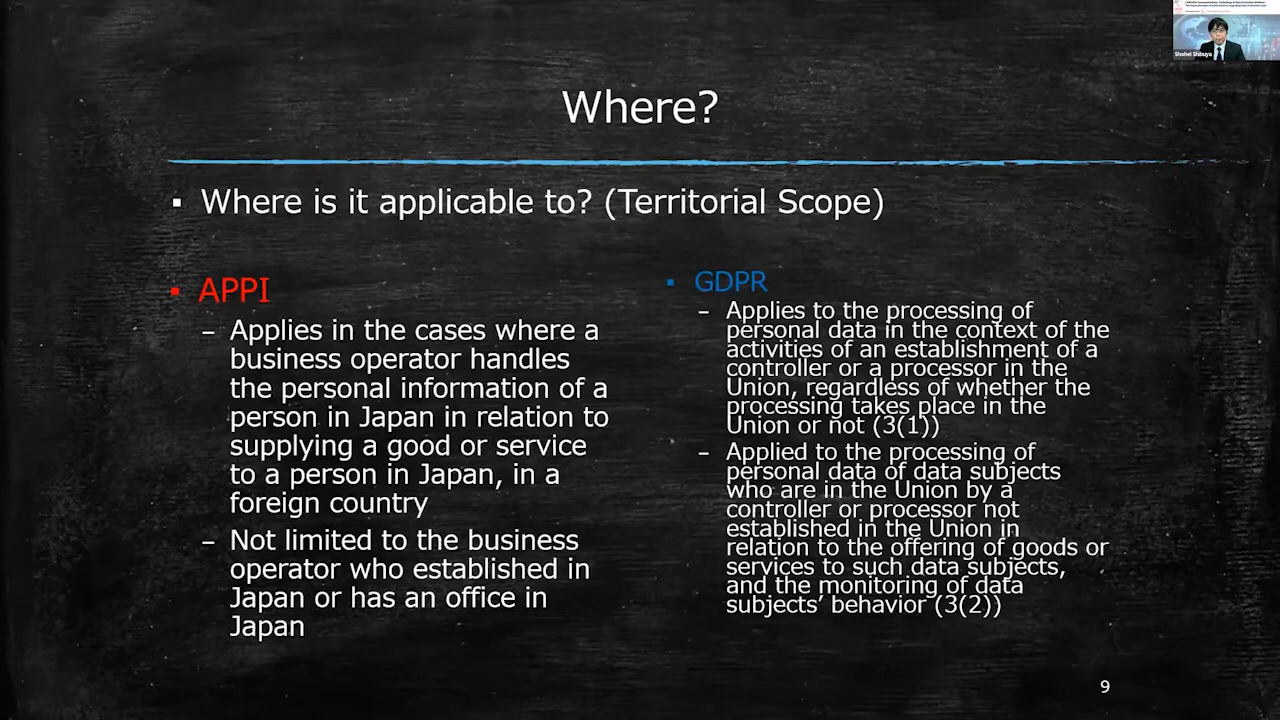 Where?
▪ Where is it applicable to? (Territorial Scope)
▪ APPI
– Applies in the cases where a
business operator handles
the personal information of a
person in Japan in relation to
supplying a good or service
to a person in Japan, in a
foreign country
– Not limited to the business
operator who established in
Japan or has an office in
Japan
▪ GDPR
– Applies to the processing of
personal data in the context of the
activities of an establishment of a
controller or a processor in the
Union, regardless of whether the
processing takes place in the
Union or not (3(1))
– Applied to the processing of
personal data of data subjects
who are in the Union by a
controller or processor not
established in the Union in
relation to the offering of goods or
services to such data subjects,
and the monitoring of data
subjects’ behavior (3(2))
9
Shohei Shibuya